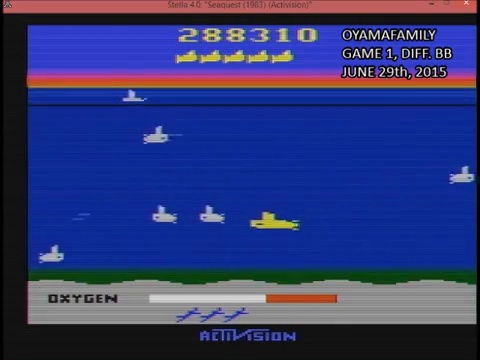 Stella 4.0: "Seaquest (1983) (Activision)"
288310
OYAMAFAMILY
GAME 1, DIFF. BB
JUNE 29th, 2015
OXYGEN
ACTIVISION